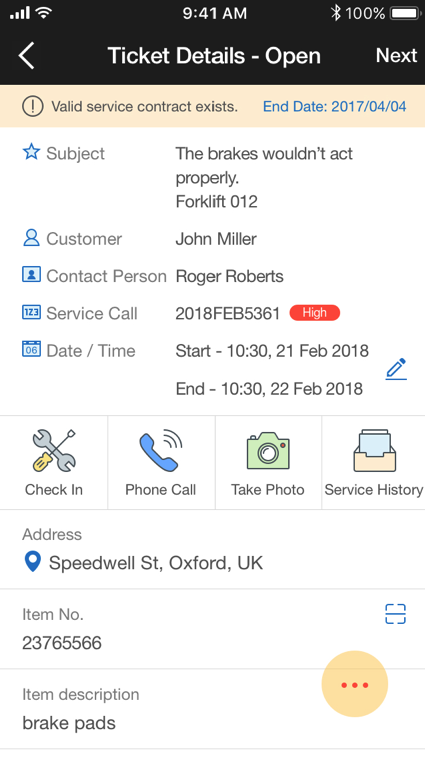 9:41 AM
100%
Ticket Details - Open
Next
Valid service contract exists.
End Date: 2017/04/04
Subject
The brakes wouldn't act
properly.
Forklift 012
Customer
John Miller
Contact Person
Roger Roberts
123
Service Call
2018FEB5361
High
06
Date / Time
Start - 10:30, 21 Feb 2018
End - 10:30, 22 Feb 2018
Check In
Phone Call
Take Photo
Service History
Address
Speedwell St, Oxford, UK
Item No.
23765566
Item description
brake pads